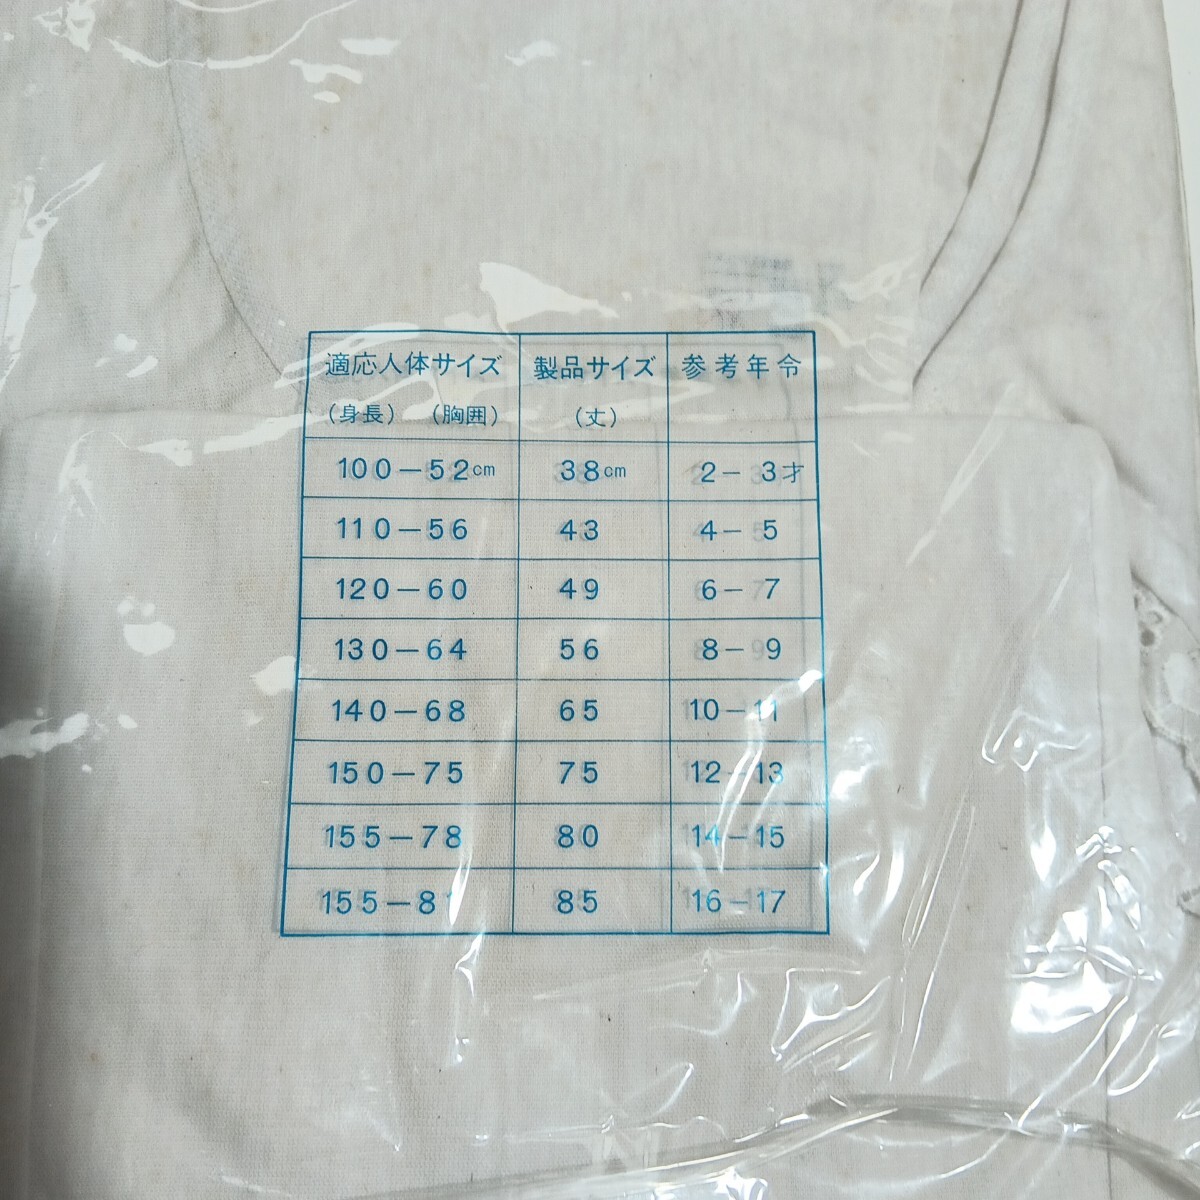 適応人体サイズ 製品サイズ 参考年令
(身長) (胸囲) (丈)
100-52cm 38cm 2-3才
110-56 43 4-5
120-60 49 6-7
130-64 56 8-9
140-68 65 10-11
150-75 75 12-13
155-78 80 14-15
155-81 85 16-17